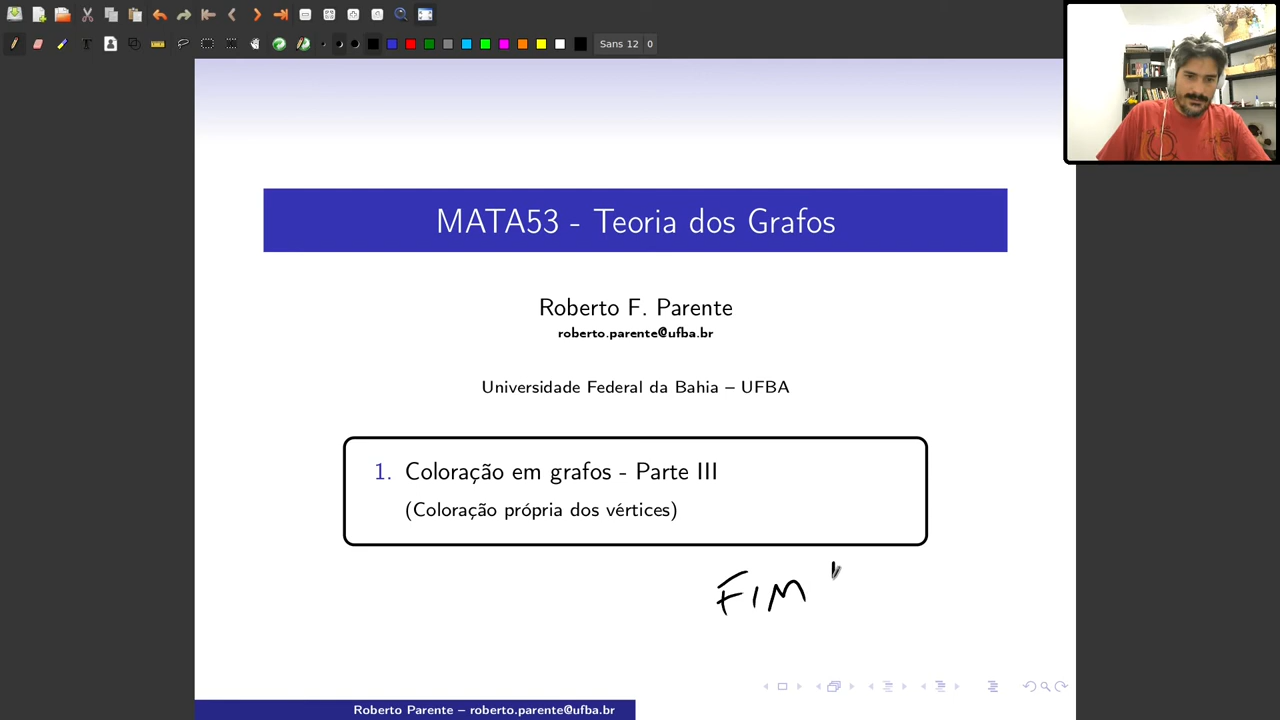 Sans 12 0
MATA53 - Teoria dos Grafos
Roberto F. Parente
roberto.parente@ufba.br
Universidade Federal da Bahia – UFBA
1. Coloração em grafos - Parte III
(Coloração própria dos vértices)
FIM
Roberto Parente – roberto.parente@ufba.br